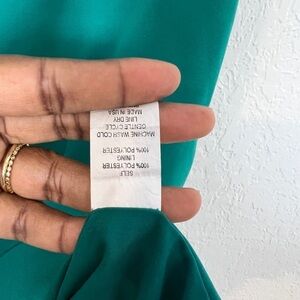 SELF
100% POLYESTER
LINING
100% POLYESTER
MACHINE WASH COLD
GENTLE CYCLE
LINE DRY
MADE IN USA